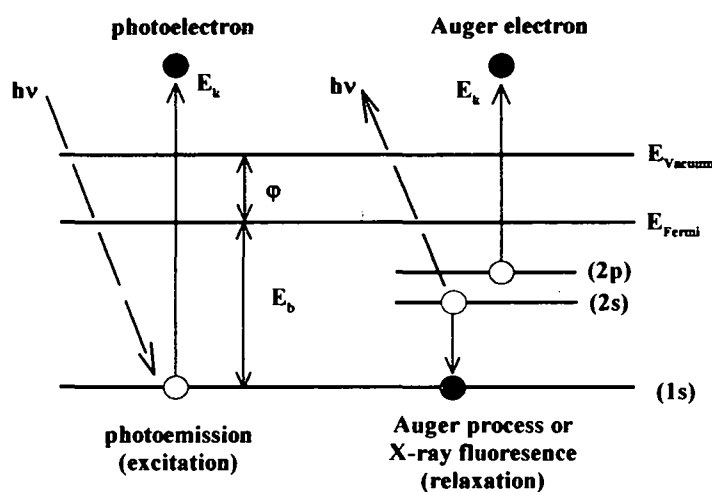 photoelectron
Auger electron
hν
E_k
hν
E_k
E_Vacuum
φ
E_Fermi
(2p)
E_b
(2s)
(1s)
photoemission
(excitation)
Auger process or
X-ray fluoresence
(relaxation)